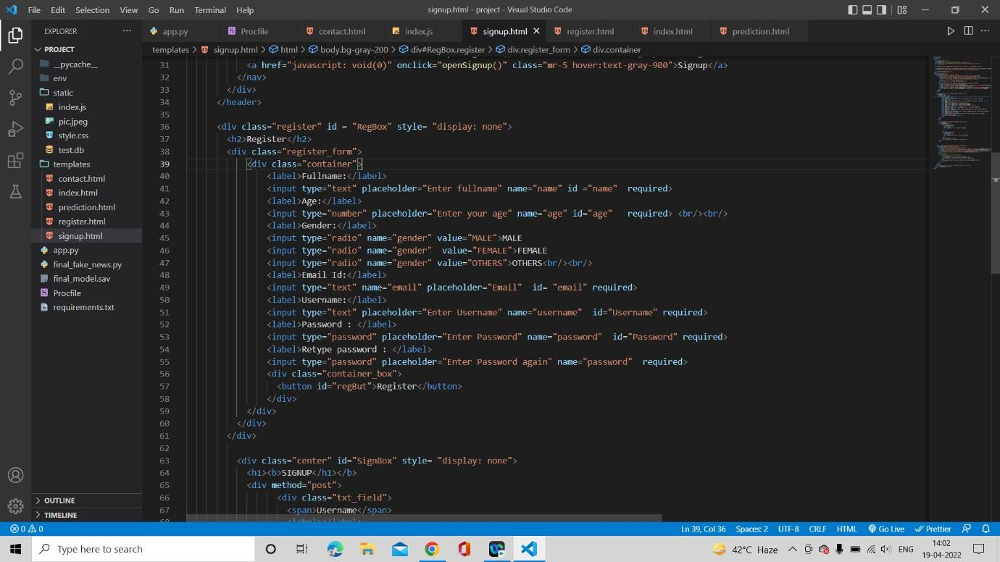 File Edit Selection View Go Run Terminal Help
signup.html - project - Visual Studio Code
EXPLORER
app.py
Procfile
contact.html
index.js
signup.html
register.html
index.html
prediction.html
PROJECT
__pycache__
env
static
index.js
pic.jpeg
style.css
test.db
templates
contact.html
index.html
prediction.html
register.html
signup.html
app.py
final_fake_news.py
final_model.sav
Procfile
requirements.txt
OUTLINE
TIMELINE
templates > signup.html > html > body.bg-gray-200 > div#RegBox.register > div.register_form > div.container
31 <a href="javascript: void(0)" onclick="openSignup()" class="mr-5 hover:text-gray-900">Signup</a>
32 </nav>
33 </div>
34 </header>
35
36 <div class="register" id = "RegBox" style= "display: none">
37 <h2>Register</h2>
38 <div class="register_form">
39 <div class="container">
40 <label>Fullname:</label>
41 <input type="text" placeholder="Enter fullname" name="name" id ="name"  required>
42 <label>Age:</label>
43 <input type="number" placeholder="Enter your age" name="age" id="age"   required> <br/><br/>
44 <label>Gender:</label>
45 <input type="radio" name="gender" value="MALE">MALE
46 <input type="radio" name="gender"  value="FEMALE">FEMALE
47 <input type="radio" name="gender" value="OTHERS">OTHERS<br/><br/>
48 <label>Email Id:</label>
49 <input type="text" name="email" placeholder="Email"  id= "email" required>
50 <label>Username:</label>
51 <input type="text" placeholder="Enter Username" name="username"  id="Username" required>
52 <label>Password : </label>
53 <input type="password" placeholder="Enter Password" name="password"  id="Password" required>
54 <label>Retype password : </label>
55 <input type="password" placeholder="Enter Password again" name="password"  required>
56 <div class="container_box">
57 <button id="regBut">Register</button>
58 </div>
59 </div>
60 </div>
61 </div>
62
63 <div class="center" id="SignBox" style= "display: none">
64 <h1><b>SIGNUP</h1></b>
65 <div method="post">
66 <div class="txt_field">
67 <span>Username</span>
68 <label></label>
0 0 Ln 39, Col 36 Spaces: 2 UTF-8 CRLF HTML Go Live Prettier
Type here to search
42°C Haze ENG 14:02
19-04-2022